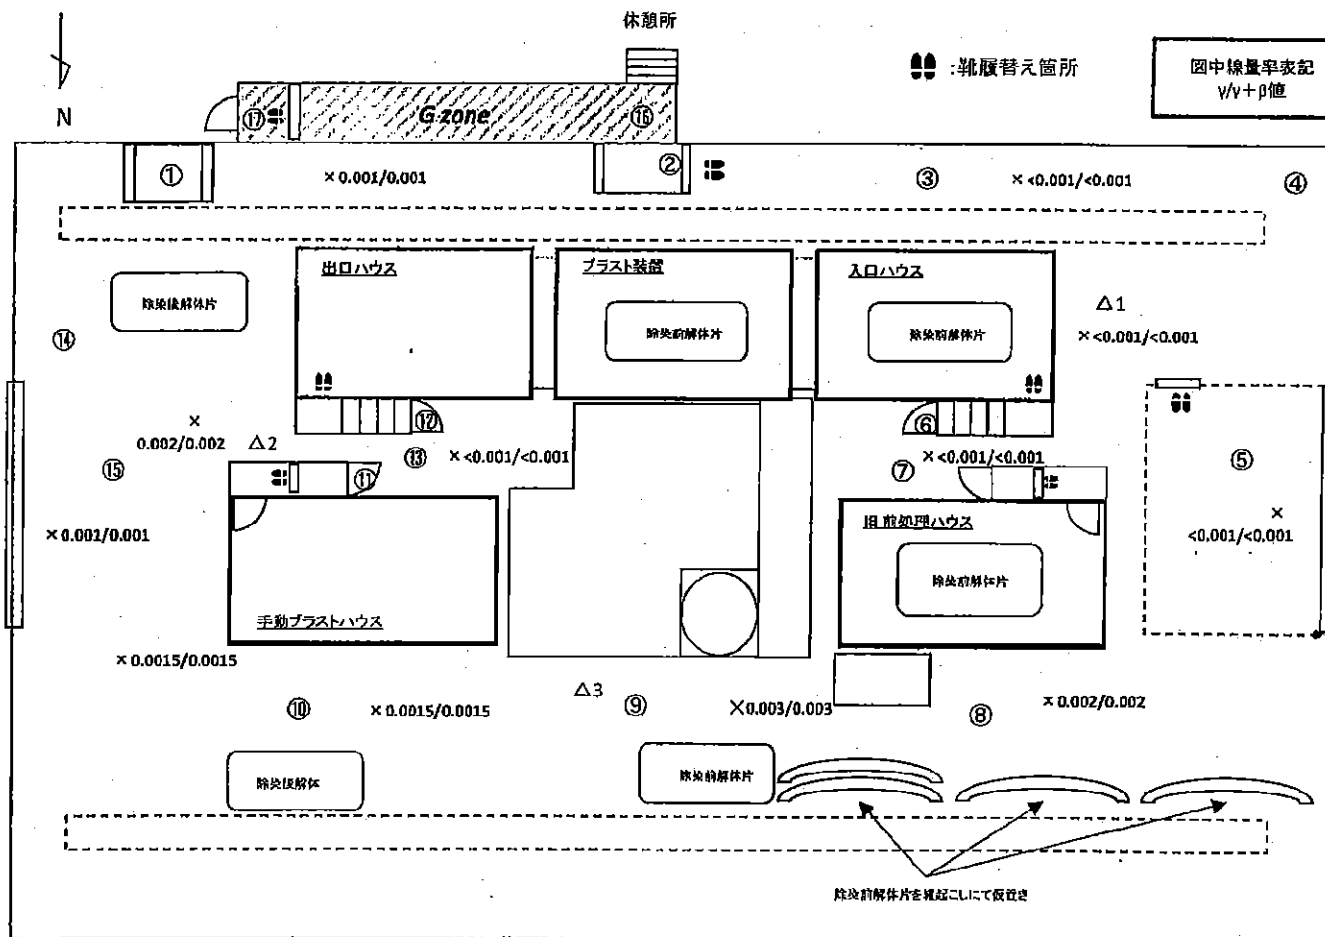 休憩所
:靴履替え箇所
図中線量率表記
γ/γ+β値
N
⑰
G-zone
⑯
①
×0.001/0.001
②
③
×<0.001/<0.001
④
出口ハウス
ブラスト装置
入口ハウス
除染後解体片
除染前解体片
除染前解体片
△1
×<0.001/<0.001
⑭
×
0.002/0.002
△2
⑫
⑬
×<0.001/<0.001
⑥
⑦
×<0.001/<0.001
⑤
×
<0.001/<0.001
⑮
⑪
×0.002/0.001
旧前処理ハウス
除染前解体片
手動ブラストハウス
×0.0015/0.0015
⑩
×0.0015/0.0015
△3
⑨
×0.003/0.003
⑧
×0.002/0.002
除染後解体
除染前解体片
除染前解体片を縦起こしにて仮置き